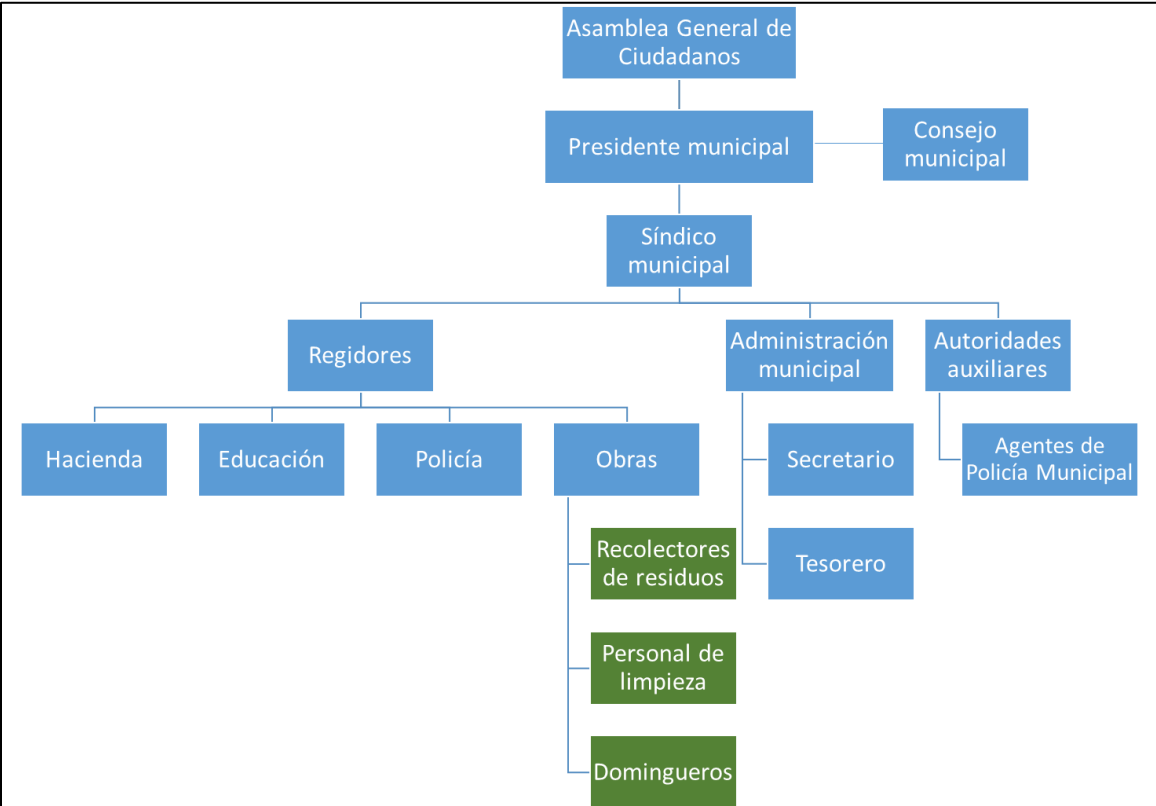 Asamblea General de
Ciudadanos
Presidente municipal
Consejo
municipal
Síndico
municipal
Regidores
Administración
municipal
Autoridades
auxiliares
Hacienda
Educación
Policía
Obras
Secretario
Agentes de
Policía Municipal
Recolectores
de residuos
Tesorero
Personal de
limpieza
Domingueros